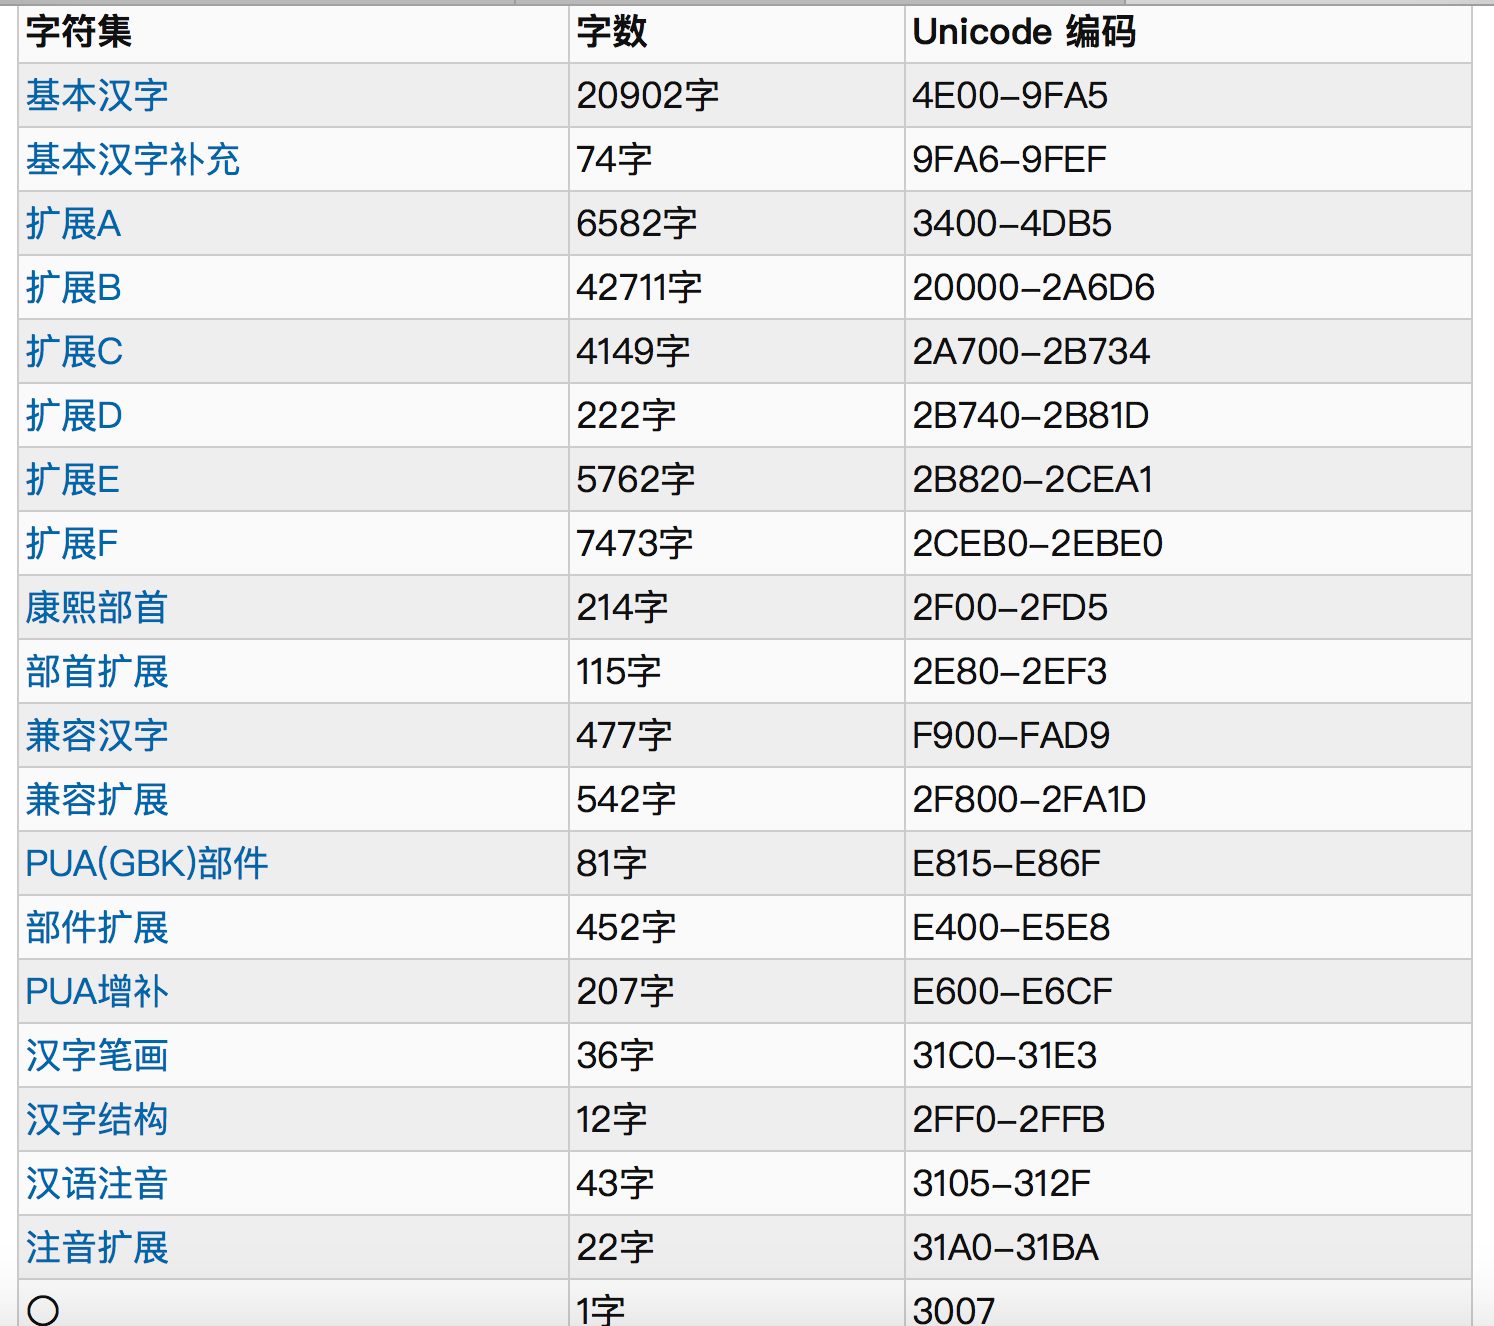 字符集 字数 Unicode 编码
基本汉字 20902字 4E00–9FA5
基本汉字补充 74字 9FA6–9FEF
扩展A 6582字 3400–4DB5
扩展B 42711字 20000–2A6D6
扩展C 4149字 2A700–2B734
扩展D 222字 2B740–2B81D
扩展E 5762字 2B820–2CEA1
扩展F 7473字 2CEB0–2EBE0
康熙部首 214字 2F00–2FD5
部首扩展 115字 2E80–2EF3
兼容汉字 477字 F900–FAD9
兼容扩展 542字 2F800–2FA1D
PUA(GBK)部件 81字 E815–E86F
部件扩展 452字 E400–E5E8
PUA增补 207字 E600–E6CF
汉字笔画 36字 31C0–31E3
汉字结构 12字 2FF0–2FFB
汉语注音 43字 3105–312F
注音扩展 22字 31A0–31BA
〇 1字 3007